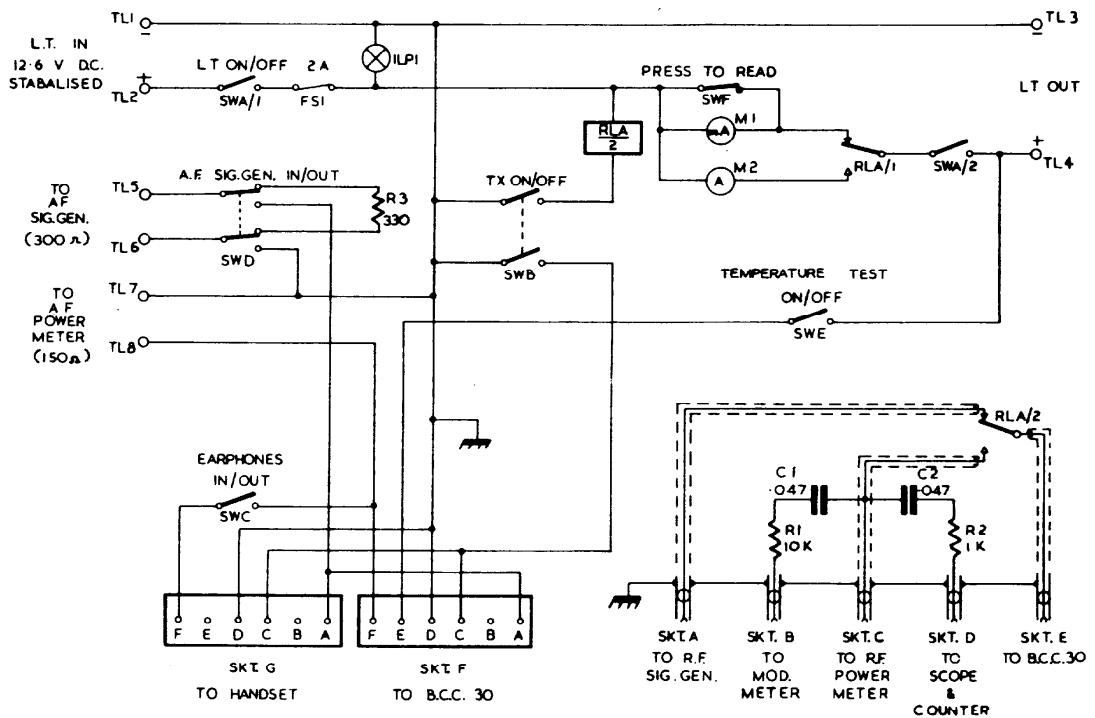 TL1
TL3
L.T. IN
12·6 V D.C.
STABALISED
ILP1
LT ON/OFF
2 A
PRESS TO READ
LT OUT
+
TL2
SWA/1
FS1
SWF
M1
mA
RLA
2
+
TL4
M2
A
RLA/1
SWA/2
TO
AF
SIG.GEN.
(300 Ω)
TL5
A.F. SIG.GEN. IN/OUT
R3
330
TX ON/OFF
TL6
SWD
SWB
TO
A F
POWER
METER
(150Ω)
TL7
TEMPERATURE TEST
ON/OFF
SWE
TL8
RLA/2
EARPHONES
IN/OUT
SWC
C1
·047
C2
·047
R1
10K
R2
1K
F E D C B A
F E D C B A
SKT. G
TO HANDSET
SKT. F
TO B.C.C. 30
SKT. A
TO R.F.
SIG. GEN.
SKT. B
TO
MOD.
METER
SKT. C
TO R.F.
POWER
METER
SKT. D
TO
SCOPE
&
COUNTER
SKT. E
TO B.C.C.30